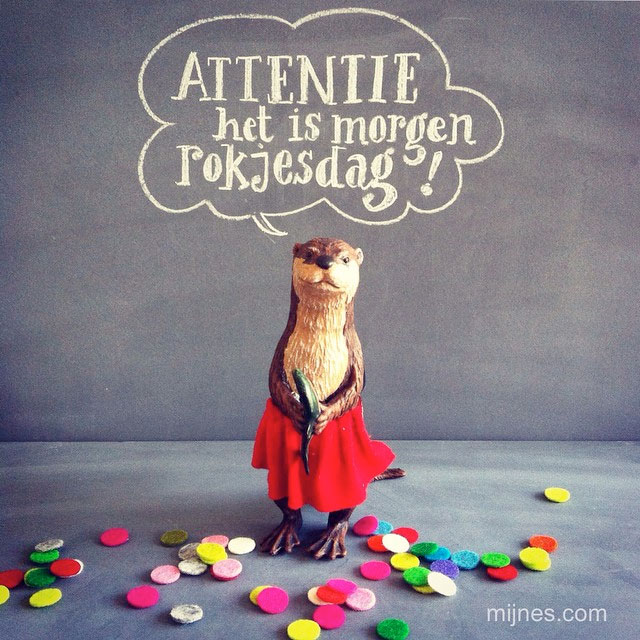 ATTENTIE
het is morgen
rokjesdag!
mijnes.com